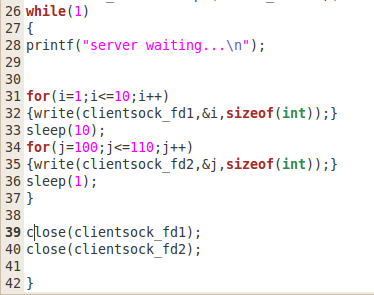 26 while(1)
27 {
28 printf("server waiting...\n");
29
30
31 for(i=1;i<=10;i++)
32 {write(clientsock_fd1,&i,sizeof(int));}
33 sleep(10);
34 for(j=100;j<=110;j++)
35 {write(clientsock_fd2,&j,sizeof(int));}
36 sleep(1);
37 }
38
39 close(clientsock_fd1);
40 close(clientsock_fd2);
41
42 }